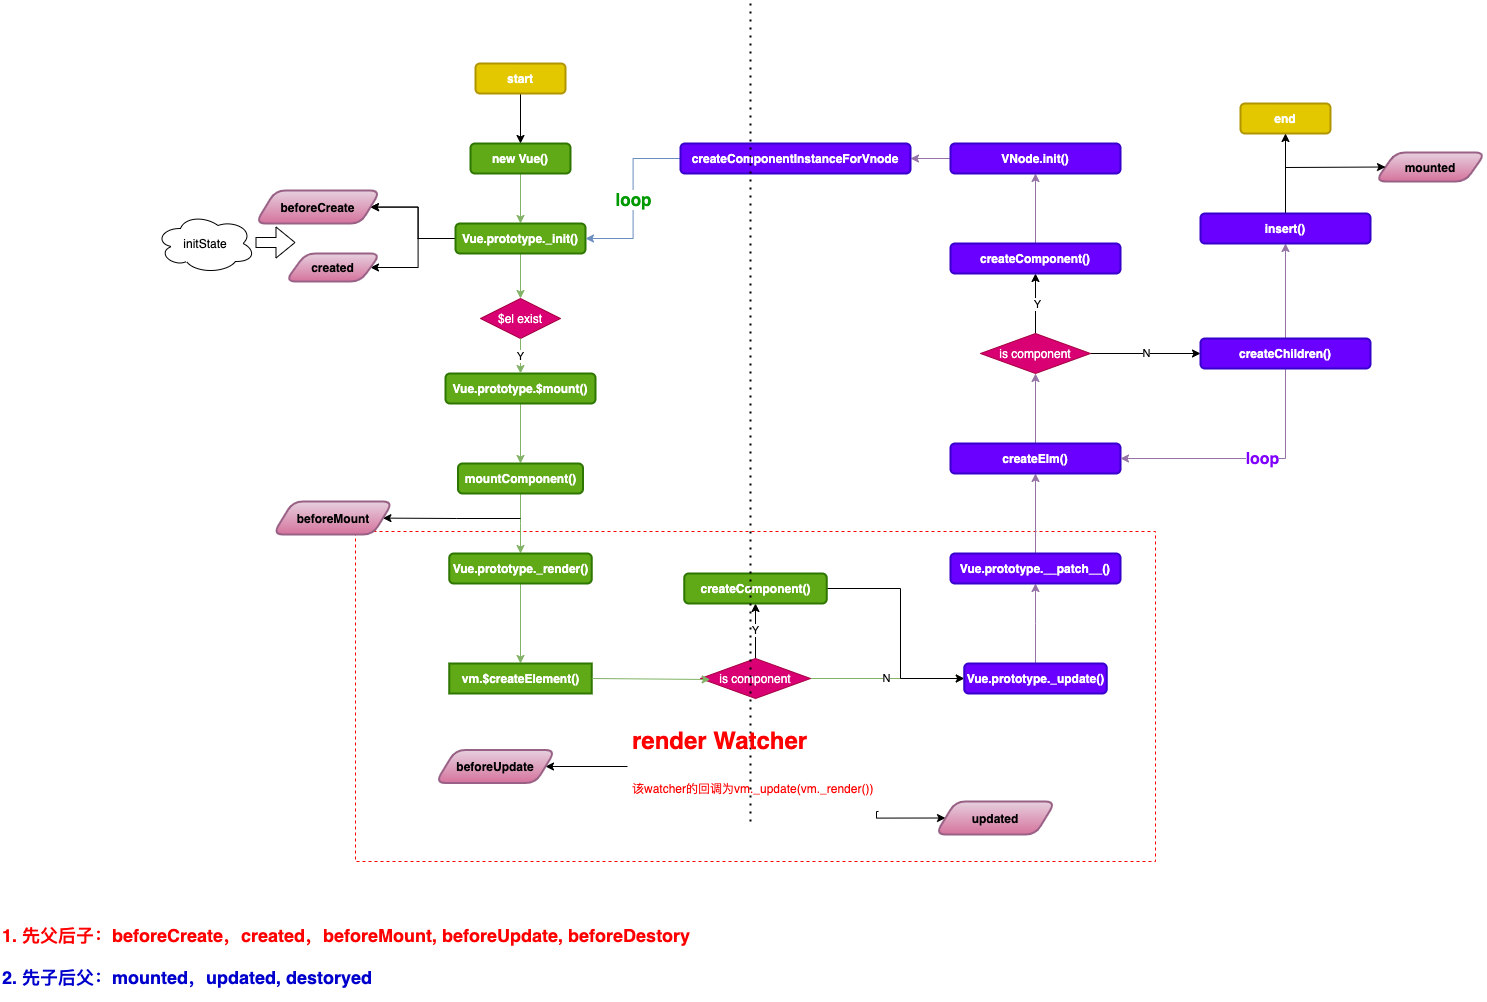 start
end
new Vue()
createComponentInstanceForVnode
VNode.init()
mounted
beforeCreate
loop
insert()
initState
Vue.prototype._init()
created
createComponent()
Y
$el exist
is component
N
createChildren()
Y
Vue.prototype.$mount()
createElm()
loop
mountComponent()
beforeMount
Vue.prototype._render()
createComponent()
Vue.prototype.__patch__()
Y
vm.$createElement()
is component
N
Vue.prototype._update()
render Watcher
beforeUpdate
该watcher的回调为vm._update(vm._render())
updated
1. 先父后子：beforeCreate，created，beforeMount, beforeUpdate, beforeDestory
2. 先子后父：mounted，updated, destoryed